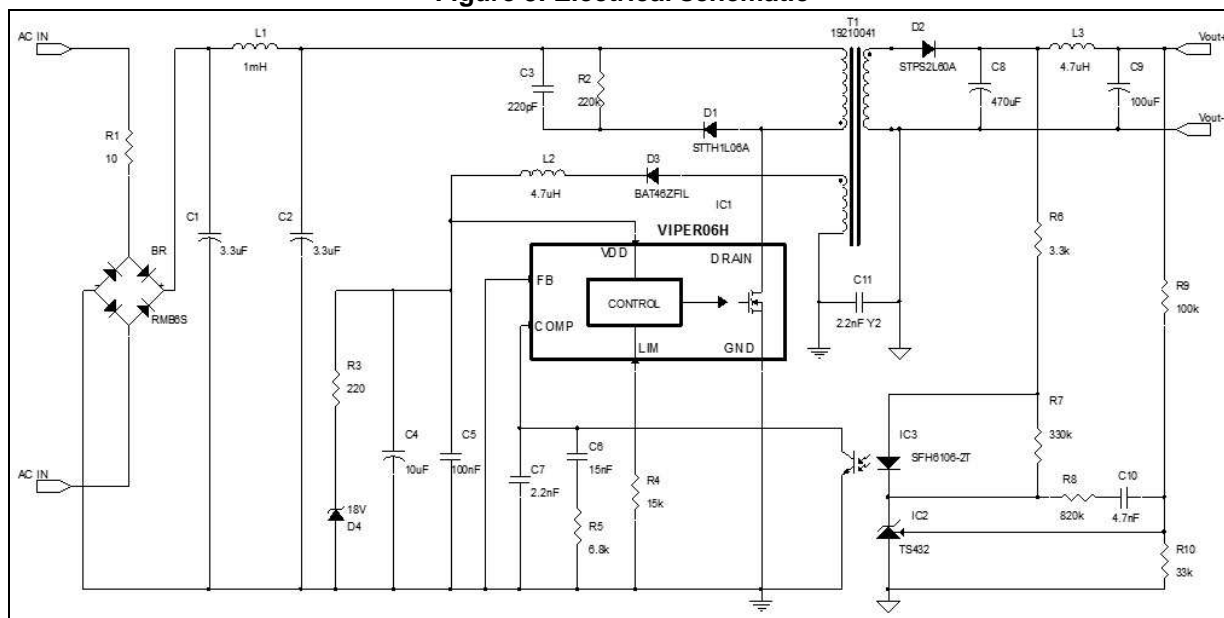 Figure 3. Electrical schematic
AC IN
R1
10
BR
RMB6S
AC IN
C1
3.3uF
L1
1mH
C2
3.3uF
C3
220pF
R2
220k
D1
STTH1L06A
L2
4.7uH
D3
BAT46ZFIL
T1
19210041
D2
STPS2L60A
C8
470uF
L3
4.7uH
C9
100uF
Vout+
Vout-
IC1
VIPER06H
VDD
DRAIN
FB
CONTROL
COMP
LIM
GND
C11
2.2nF Y2
R6
3.3k
R9
100k
R3
220
18V
D4
C4
10uF
C5
100nF
C7
2.2nF
C6
15nF
R5
6.8k
R4
15k
IC3
SFH6106-2T
R7
330k
R8
820k
C10
4.7nF
IC2
TS432
R10
33k